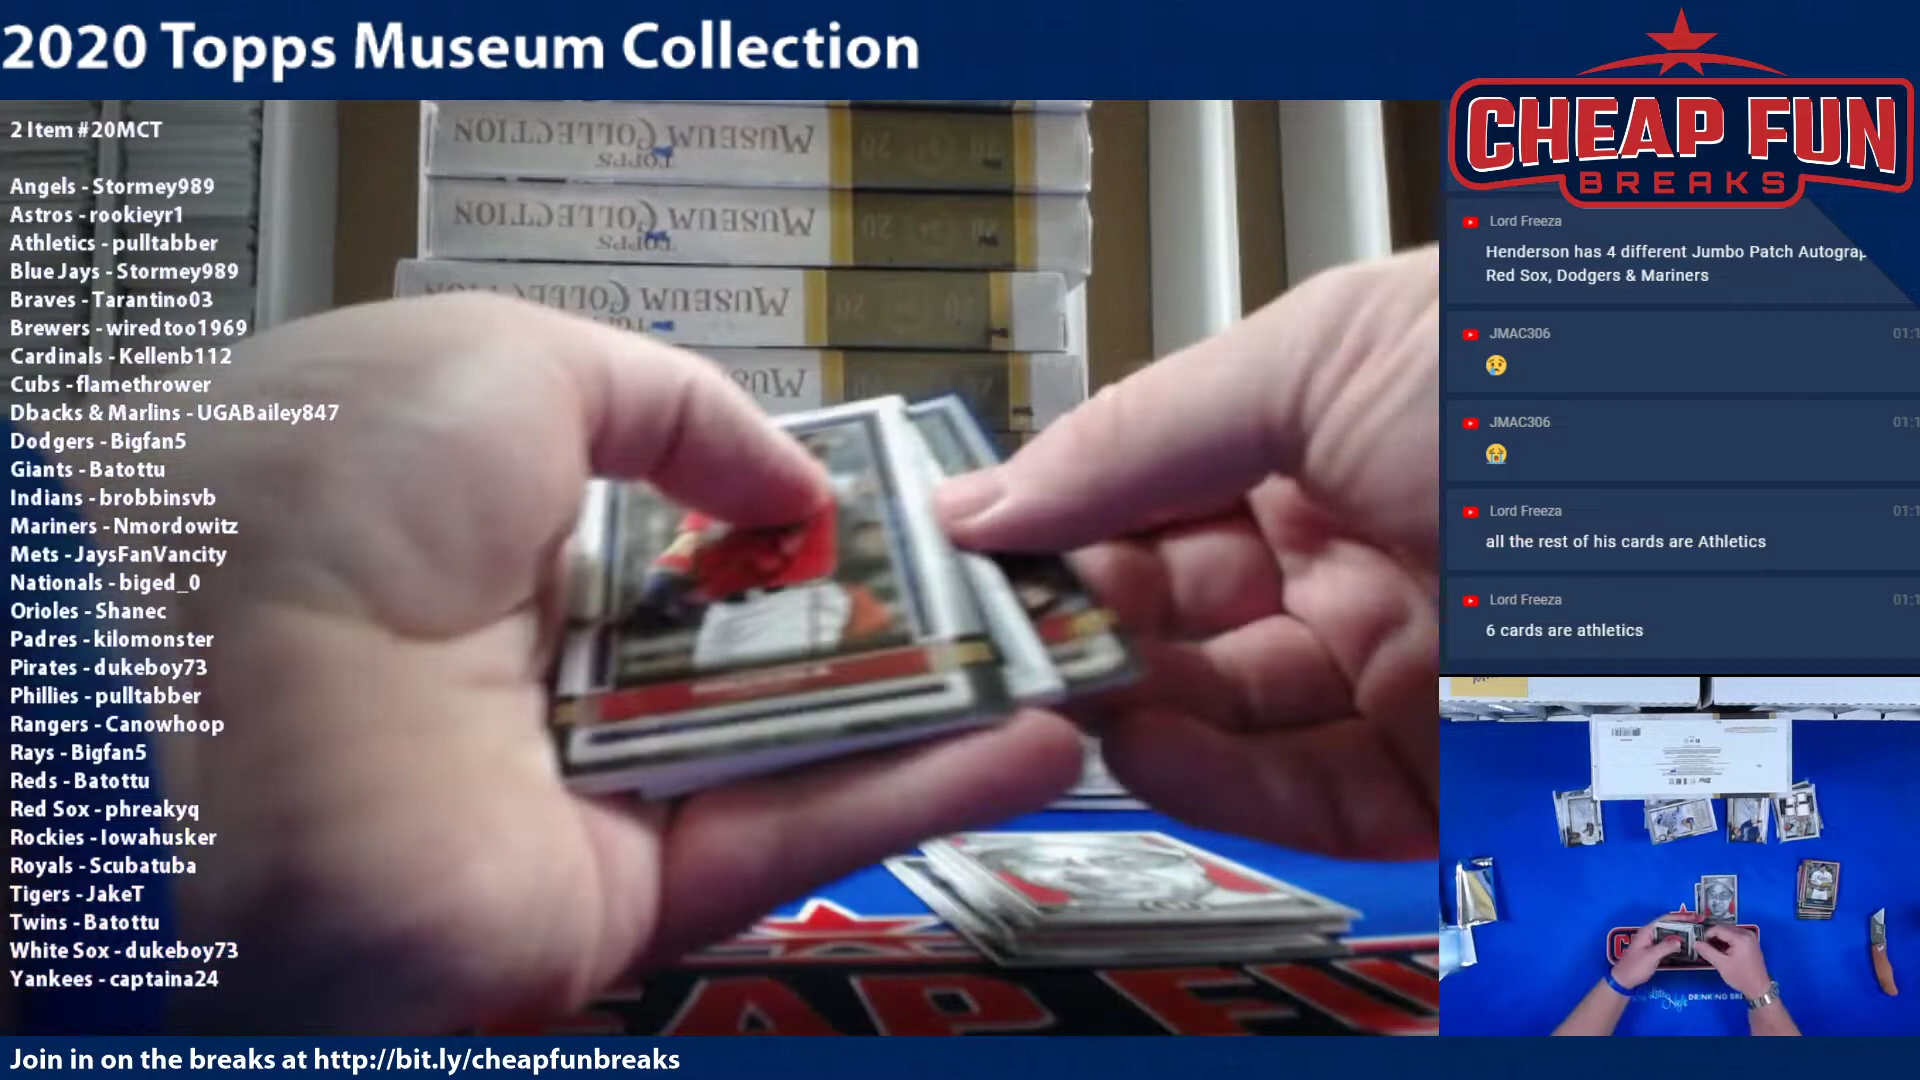 2020 Topps Museum Collection
CHEAP FUN
BREAKS
2 Item #20MCT
Angels - Stormey989
Astros - rookieyr1
Athletics - pulltabber
Blue Jays - Stormey989
Braves - Tarantino03
Brewers - wiredtoo1969
Cardinals - Kellenb112
Cubs - flamethrower
Dbacks & Marlins - UGABailey847
Dodgers - Bigfan5
Giants - Batottu
Indians - brobbinsvb
Mariners - Nmordowitz
Mets - JaysFanVancity
Nationals - biged_0
Orioles - Shanec
Padres - kilomonster
Pirates - dukeboy73
Phillies - pulltabber
Rangers - Canowhoop
Rays - Bigfan5
Reds - Batottu
Red Sox - phreakyq
Rockies - Iowahusker
Royals - Scubatuba
Tigers - JakeT
Twins - Batottu
White Sox - dukeboy73
Yankees - captaina24
TOPPS
MUSEUM COLLECTION
20
TOPPS
MUSEUM COLLECTION
20
MUSEUM COLLECTION
20
Lord Freeza
Henderson has 4 different Jumbo Patch
Red Sox, Dodgers & Mariners
JMAC306
JMAC306
Lord Freeza
all the rest of his cards are Athletics
Lord Freeza
6 cards are athletics
DRINKING
Join in on the breaks at http://bit.ly/cheapfunbreaks